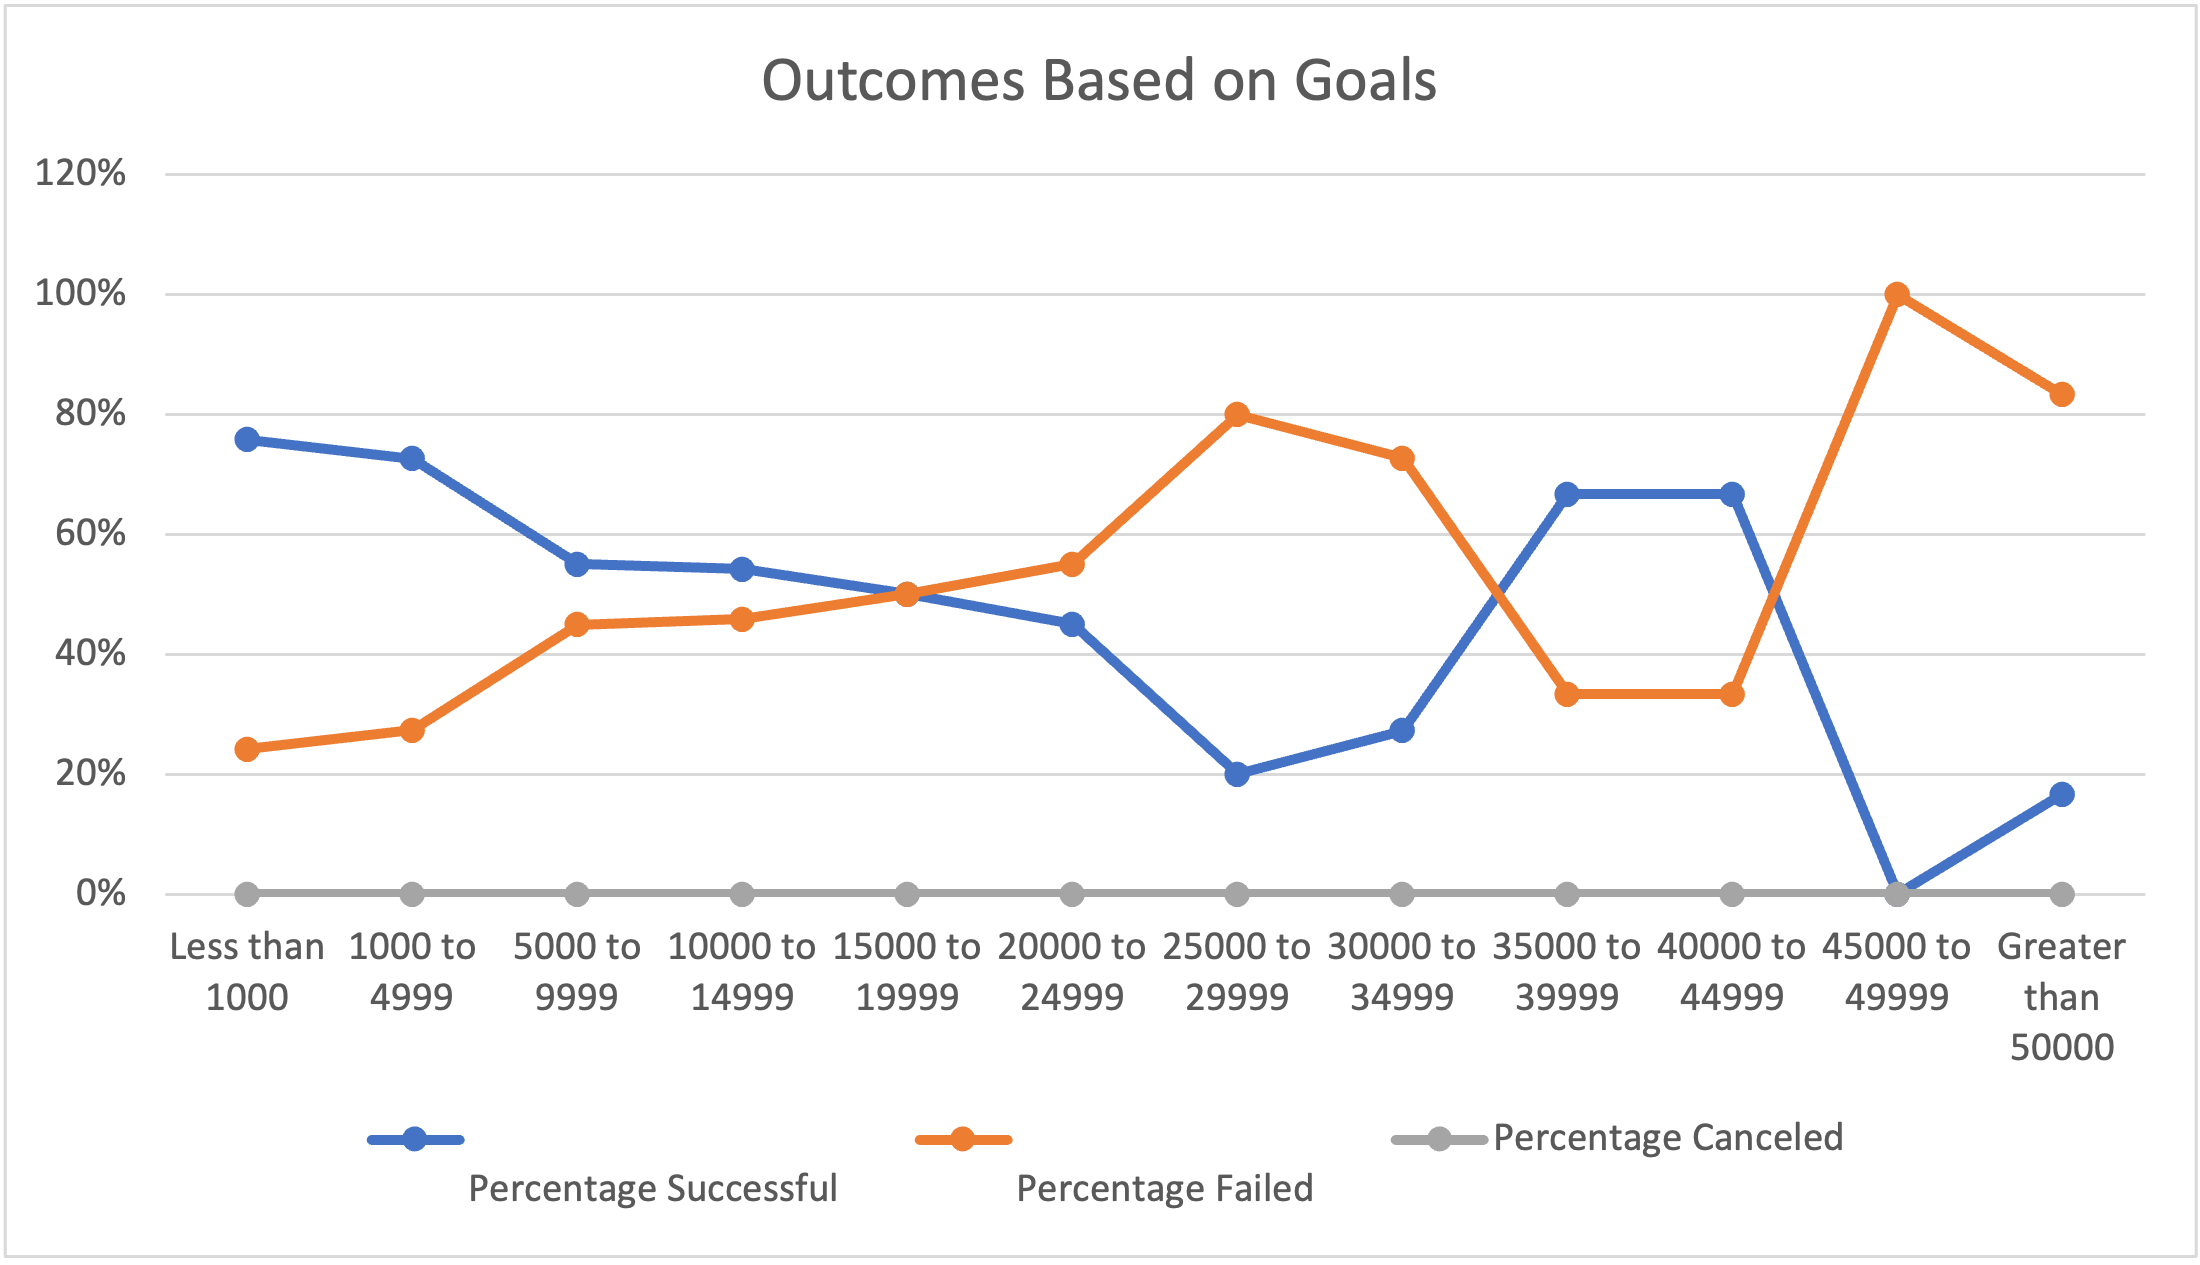 Outcomes Based on Goals
120%
100%
80%
60%
40%
20%
0%
Less than
1000
1000 to
4999
5000 to
9999
10000 to
14999
15000 to
19999
20000 to
24999
25000 to
29999
30000 to
34999
35000 to
39999
40000 to
44999
45000 to
49999
Greater
than
50000
Percentage Successful
Percentage Failed
Percentage Canceled